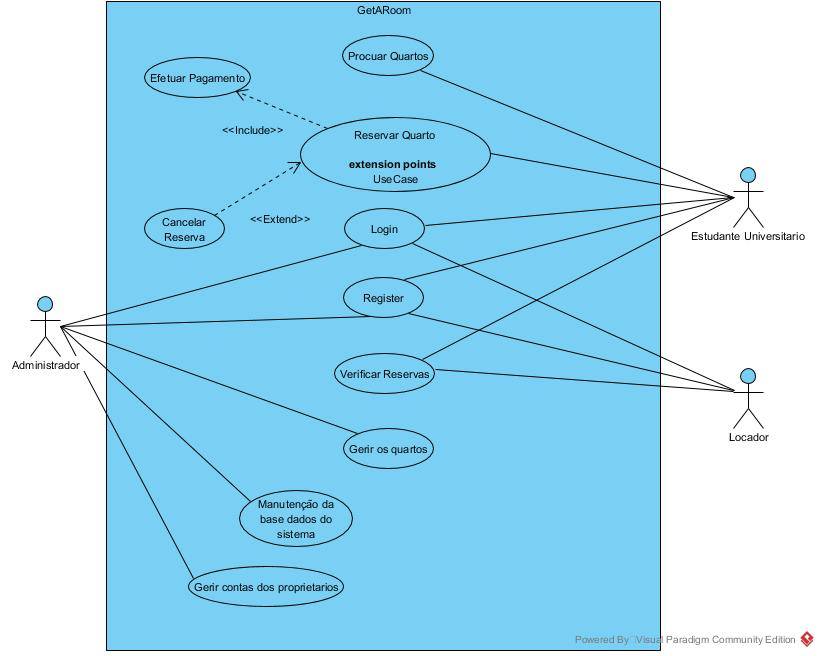 GetARoom
Procuar Quartos
Efetuar Pagamento
<<Include>>
Reservar Quarto
extension points
UseCase
Cancelar
Reserva
<<Extend>>
Login
Estudante Universitario
Register
Administrador
Verificar Reservas
Locador
Gerir os quartos
Manutenção da
base dados do
sistema
Gerir contas dos proprietarios
Powered By Visual Paradigm Community Edition